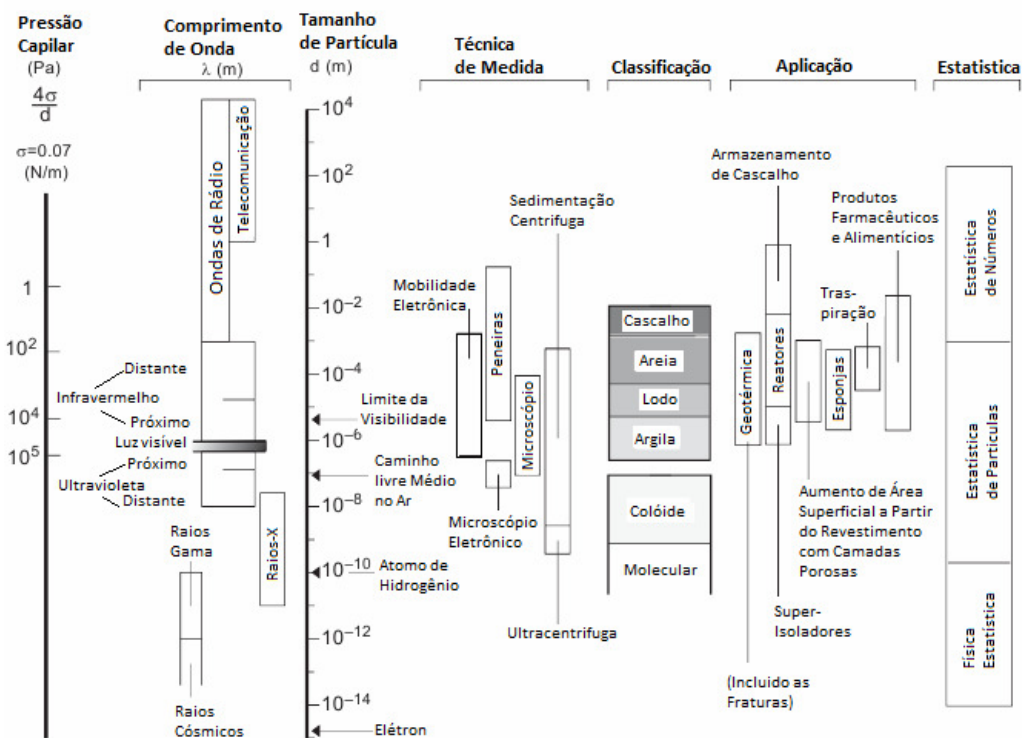 Pressão
Capilar
(Pa)
4σ
d
σ=0.07
(N/m)
1
10²
10⁴
10⁵
Comprimento
de Onda
λ (m)
Ondas de Rádio
Telecomunicação
Distante
Infravermelho
Próximo
Luz visível
Próximo
Ultravioleta
Distante
Raios
Gama
Raios-X
Raios
Cósmicos
Tamanho
de Partícula
d (m)
10⁴
10²
1
10⁻²
10⁻⁴
10⁻⁶
10⁻⁸
10⁻¹⁰
10⁻¹²
10⁻¹⁴
Limite da
Visibilidade
Caminho
livre Médio
no Ar
Atomo de
Hidrogênio
Elétron
Técnica
de Medida
Sedimentação
Centrifuga
Mobilidade
Eletrônica
Peneiras
Microscópio
Microscópio
Eletrônico
Ultracentrifuga
Classificação
Cascalho
Areia
Lodo
Argila
Colóide
Molecular
Aplicação
Armazenamento
de Cascalho
Produtos
Farmacêuticos
e Alimentícios
Tras-
piração
Geotérmica
Reatores
Esponjas
Aumento de Área
Superficial a Partir
do Revestimento
com Camadas
Porosas
Super-
Isoladores
(Incluido as
Fraturas)
Estatistica
Estatística
de Números
Estatística
de Partículas
Física
Estatística